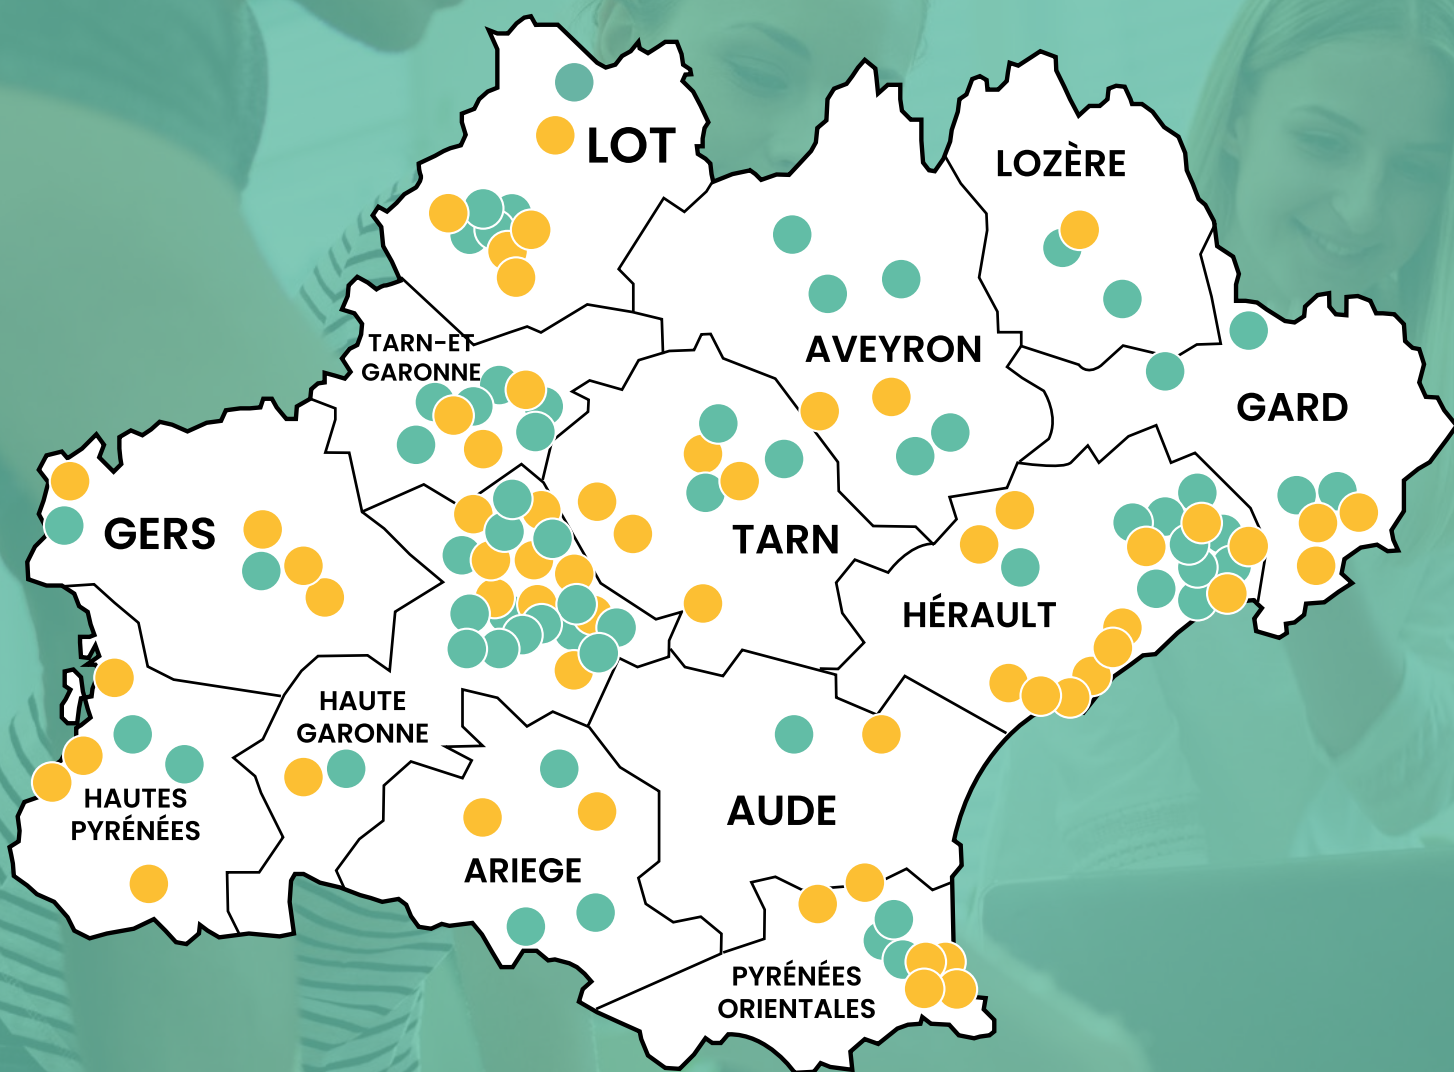 LOT
LOZÈRE
TARN-ET
GARONNE
AVEYRON
GARD
GERS
TARN
HÉRAULT
HAUTE
GARONNE
HAUTES
PYRÉNÉES
AUDE
ARIEGE
PYRÉNÉES
ORIENTALES